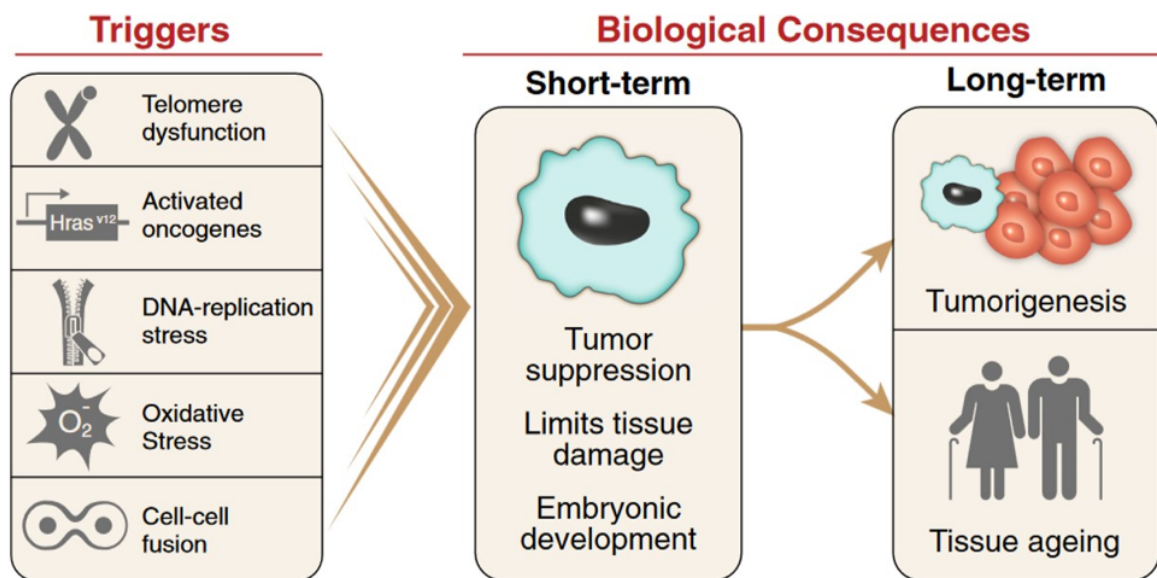 Triggers
Biological Consequences
Short-term
Long-term
Telomere
dysfunction
Hras V12
Activated
oncogenes
DNA-replication
stress
O2-
Oxidative
Stress
Cell-cell
fusion
Tumor
suppression
Limits tissue
damage
Embryonic
development
Tumorigenesis
Tissue ageing